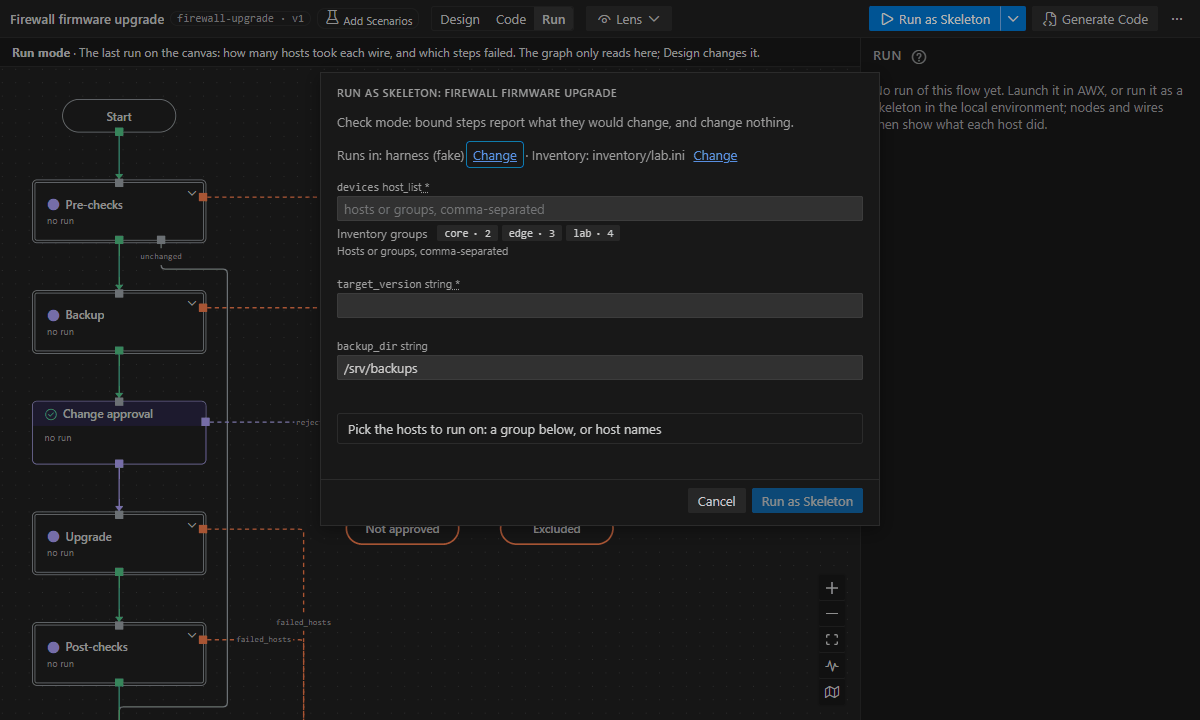 Firewall firmware upgrade firewall-upgrade · v1 Add Scenarios Design Code Run Lens Run as Skeleton Generate Code
Run mode · The last run on the canvas: how many hosts took each wire, and which steps failed. The graph only reads here; Design changes it.
RUN
No run of this flow yet. Launch it in AWX, or run it as a
skeleton in the local environment; nodes and wires
then show what each host did.
Start
Pre-checks
no run
unchanged
Backup
no run
Change approval
no run
rejec
Upgrade
no run
failed_hosts
Post-checks
no run
failed_hosts
Not approved
Excluded
RUN AS SKELETON: FIREWALL FIRMWARE UPGRADE
Check mode: bound steps report what they would change, and change nothing.
Runs in: harness (fake) Change · Inventory: inventory/lab.ini Change
devices host_list *
hosts or groups, comma-separated
Inventory groups core · 2 edge · 3 lab · 4
Hosts or groups, comma-separated
target_version string *
backup_dir string
/srv/backups
Pick the hosts to run on: a group below, or host names
Cancel Run as Skeleton